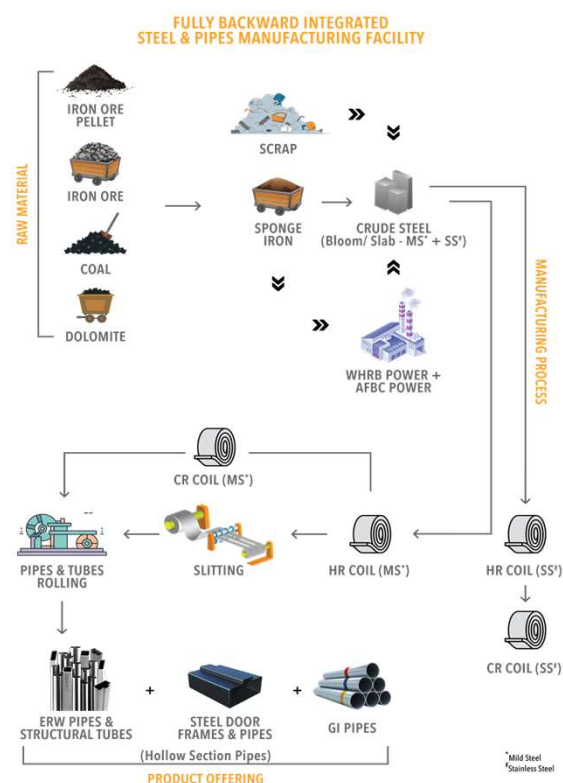 FULLY BACKWARD INTEGRATED
STEEL & PIPES MANUFACTURING FACILITY
RAW MATERIAL
IRON ORE
PELLET
IRON ORE
COAL
DOLOMITE
SCRAP
SPONGE
IRON
CRUDE STEEL
(Bloom/ Slab - MS* + SS#)
WHRB POWER +
AFBC POWER
MANUFACTURING PROCESS
CR COIL (MS*)
PIPES & TUBES
ROLLING
SLITTING
HR COIL (MS*)
HR COIL (SS#)
CR COIL (SS#)
ERW PIPES &
STRUCTURAL TUBES
+
STEEL DOOR
FRAMES & PIPES
+
GI PIPES
(Hollow Section Pipes)
PRODUCT OFFERING
*Mild Steel
#Stainless Steel